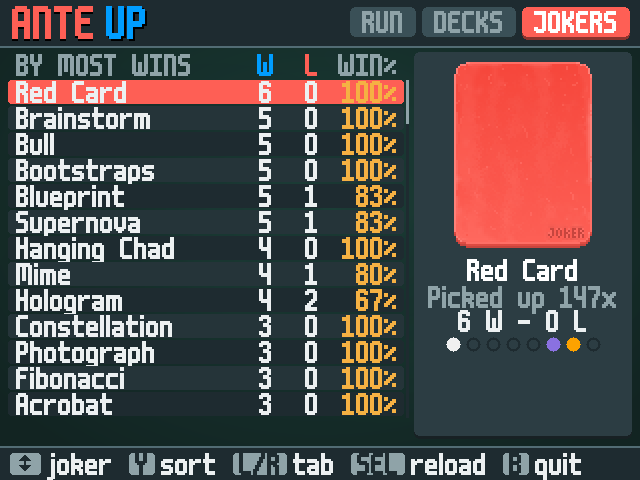 ANTE UP RUN DECKS JOKERS
BY MOST WINS W L WIN%
Red Card 6 0 100%
Brainstorm 5 0 100%
Bull 5 0 100%
Bootstraps 5 0 100%
Blueprint 5 1 83%
Supernova 5 1 83%
Hanging Chad 4 0 100%
Mime 4 1 80%
Hologram 4 2 67%
Constellation 3 0 100%
Photograph 3 0 100%
Fibonacci 3 0 100%
Acrobat 3 0 100%
JOKER
Red Card
Picked up 147x
6 W - 0 L
joker Y sort L/R tab SEL reload B quit